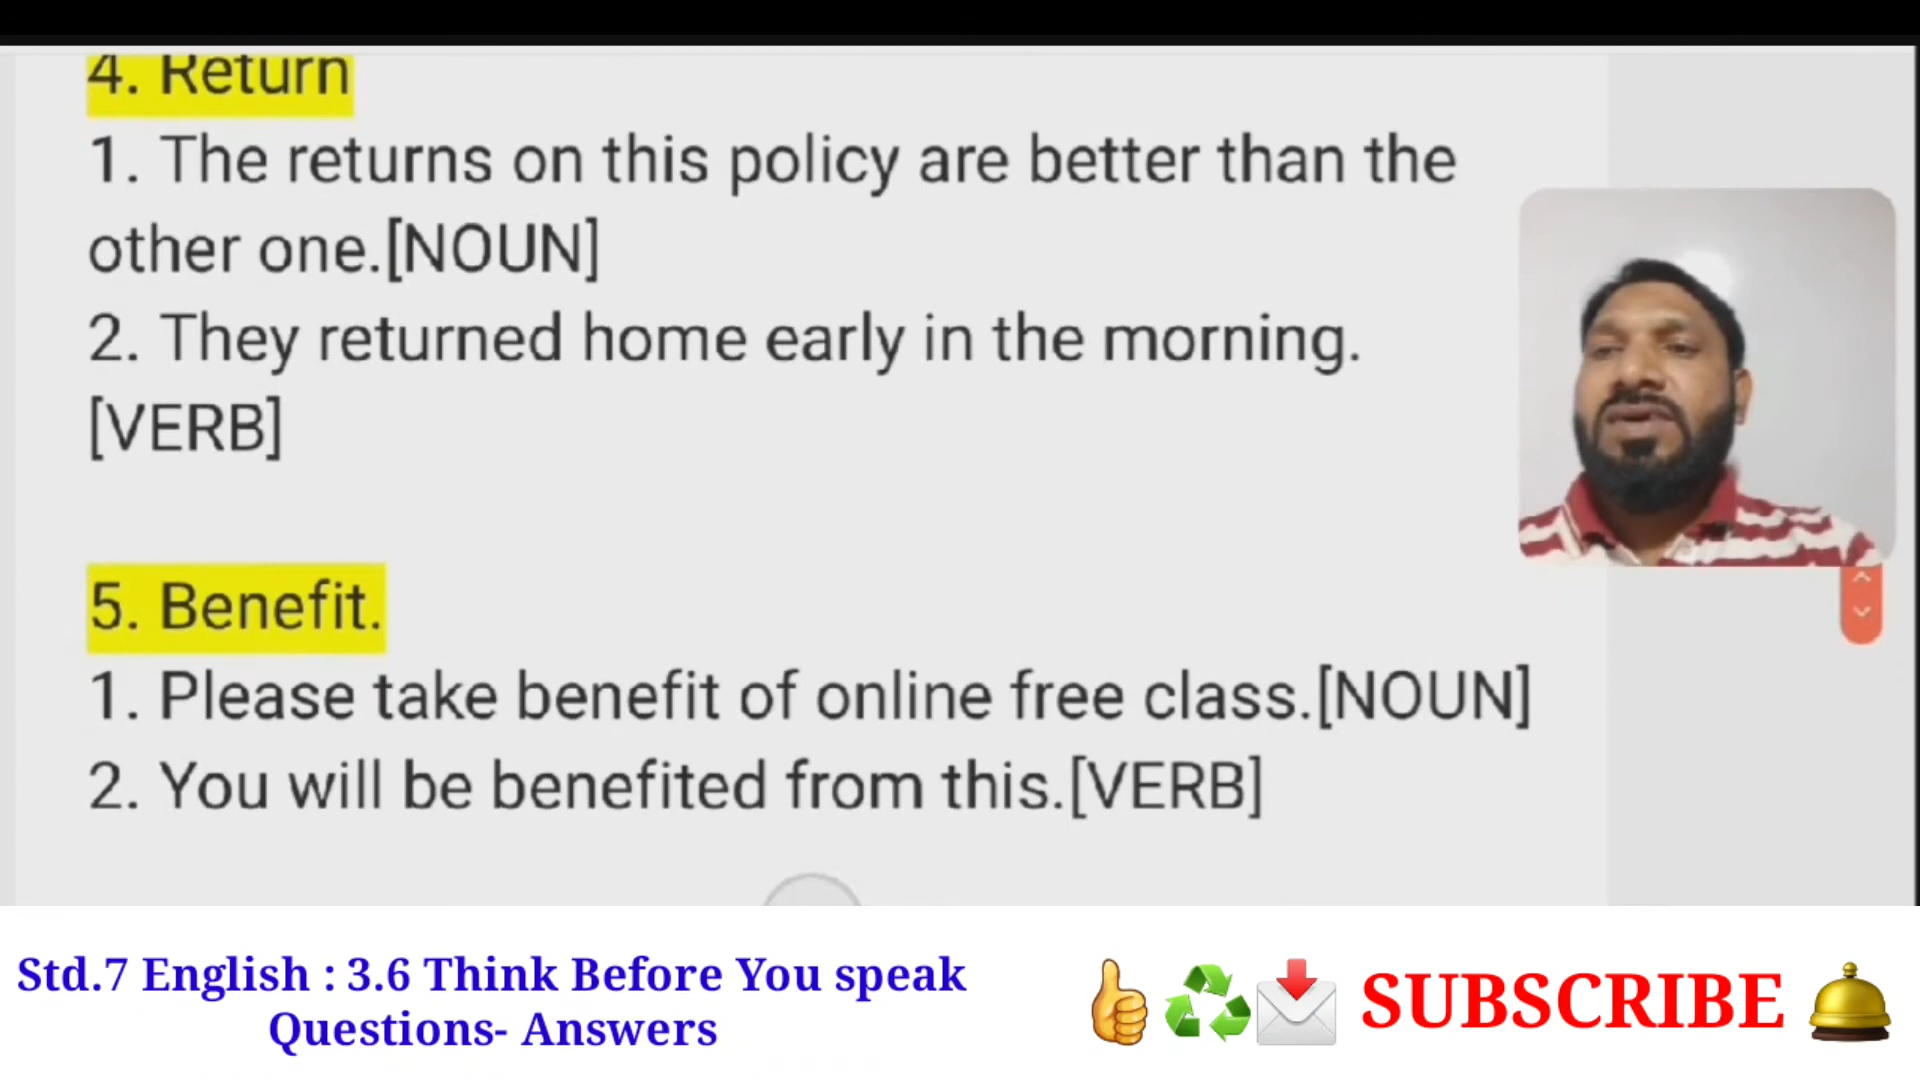 4. Return
1. The returns on this policy are better than the
other one.[NOUN]
2. They returned home early in the morning.
[VERB]
5. Benefit.
1. Please take benefit of online free class.[NOUN]
2. You will be benefited from this.[VERB]
Std.7 English : 3.6 Think Before You speak
Questions- Answers
SUBSCRIBE